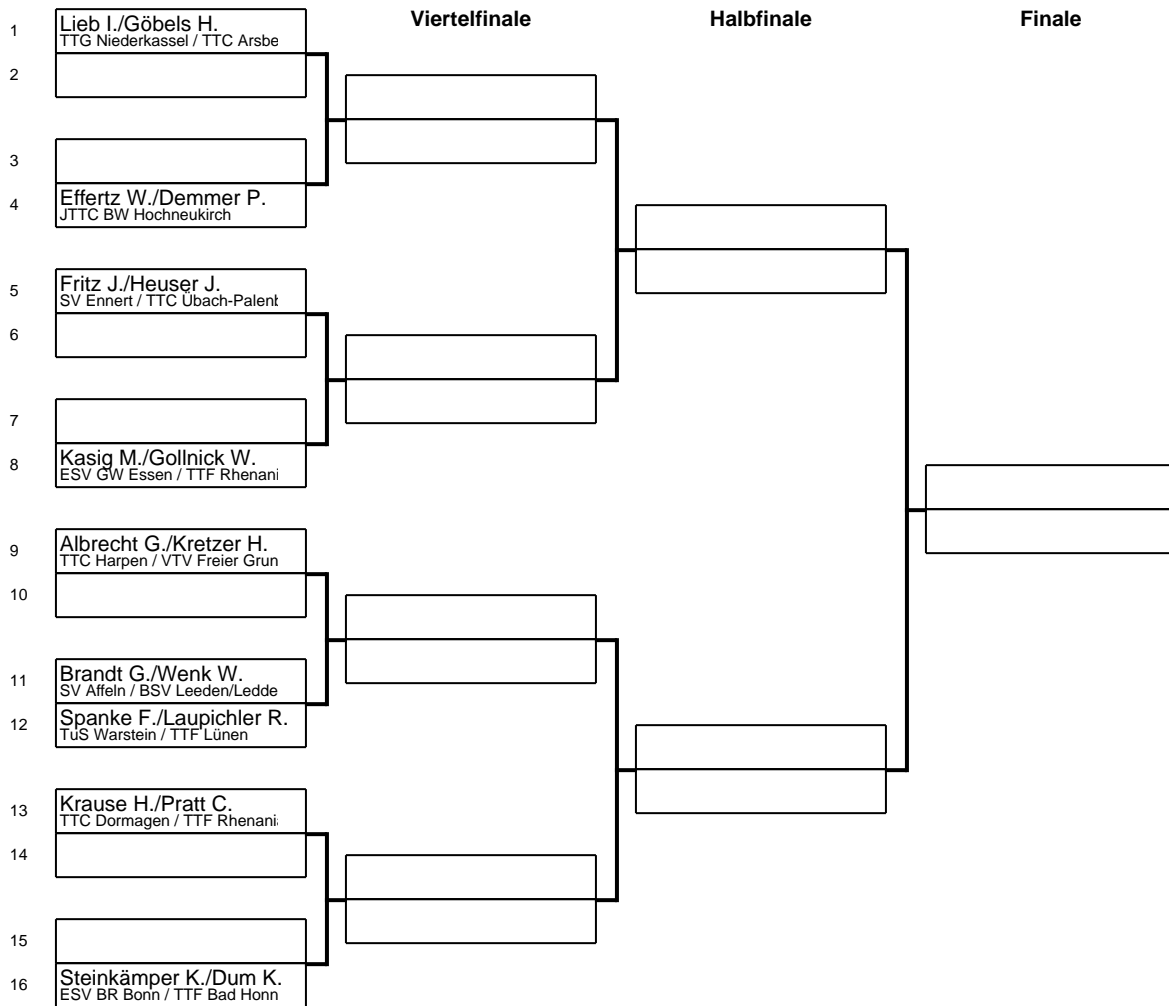 Viertelfinale Halbfinale Finale
1 Lieb I./Göbels H.
TTG Niederkassel / TTC Arsbe
2
3
4 Effertz W./Demmer P.
JTTC BW Hochneukirch
5 Fritz J./Heuser J.
SV Ennert / TTC Übach-Palenb
6
7
8 Kasig M./Gollnick W.
ESV GW Essen / TTF Rhenani
9 Albrecht G./Kretzer H.
TTC Harpen / VTV Freier Grun
10
11 Brandt G./Wenk W.
SV Affeln / BSV Leeden/Ledde
12 Spanke F./Laupichler R.
TuS Warstein / TTF Lünen
13 Krause H./Pratt C.
TTC Dormagen / TTF Rhenani
14
15
16 Steinkämper K./Dum K.
ESV BR Bonn / TTF Bad Honn